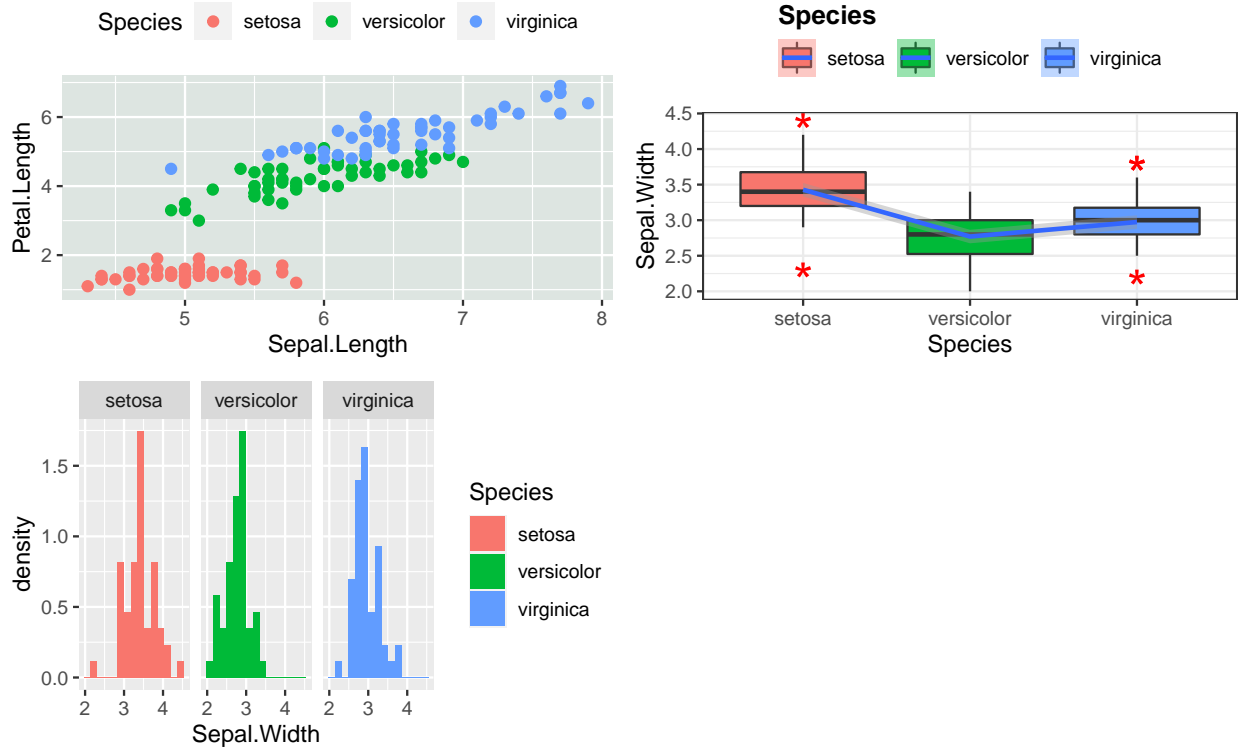 Species setosa versicolor virginica
Petal.Length
6
4
2
5 6 7 8
Sepal.Length
Species
setosa versicolor virginica
Sepal.Width
4.5
4.0
3.5
3.0
2.5
2.0
setosa versicolor virginica
Species
setosa versicolor virginica
density
1.5
1.0
0.5
0.0
2 3 4 2 3 4 2 3 4
Sepal.Width
Species
setosa
versicolor
virginica